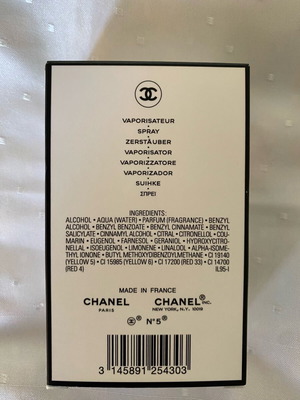 VAPORISATEUR
SPRAY
ZERSTÄUBER
VAPORISATOR
VAPORIZZATORE
VAPORIZADOR
SUIHKE
ΣΠΡΕΪ
INGREDIENTS:
ALCOHOL • AQUA (WATER) • PARFUM (FRAGRANCE) • BENZYL
ALCOHOL • BENZYL BENZOATE • BENZYL CINNAMATE • BENZYL
SALICYLATE • CINNAMYL ALCOHOL • CITRAL • CITRONELLOL • COU-
MARIN • EUGENOL • FARNESOL • GERANIOL • HYDROXYCITRO-
NELLAL • ISOEUGENOL • LIMONENE • LINALOOL • ALPHA-ISOME-
THYL IONONE • BUTYL METHOXYDIBENZOYLMETHANE • CI 19140
(YELLOW 5) • CI 15985 (YELLOW 6) • CI 17200 (RED 33) • CI 14700
(RED 4) IL95-I
MADE IN FRANCE
CHANEL CHANEL INC.
PARIS NEW YORK, N.Y. 10019
N°5
3 145891 254303